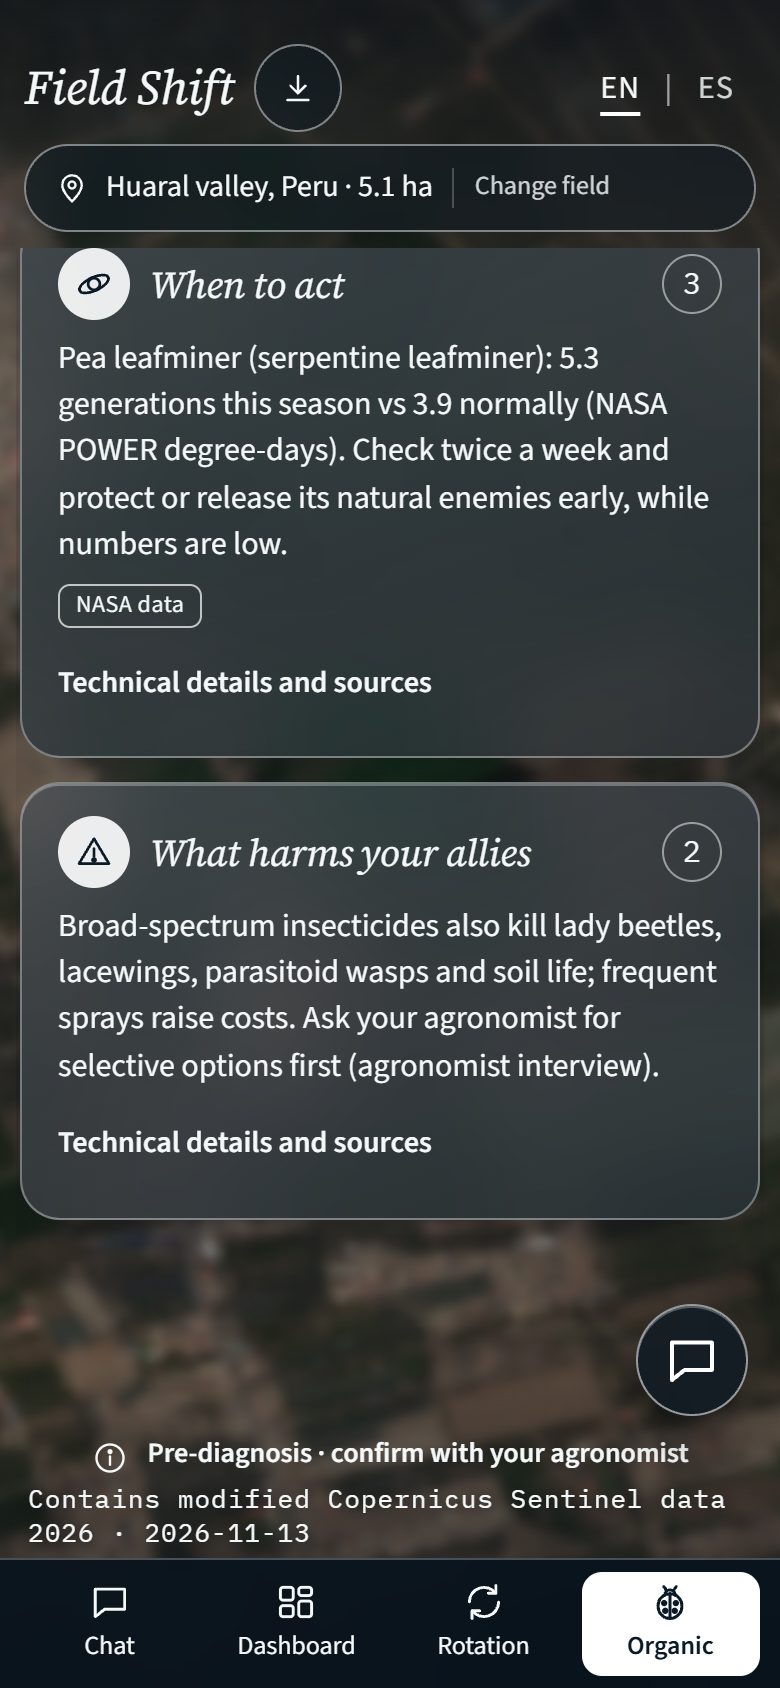 Field Shift
EN | ES
Huaral valley, Peru · 5.1 ha | Change field
When to act
3
Pea leafminer (serpentine leafminer): 5.3
generations this season vs 3.9 normally (NASA
POWER degree-days). Check twice a week and
protect or release its natural enemies early, while
numbers are low.
NASA data
Technical details and sources
What harms your allies
2
Broad-spectrum insecticides also kill lady beetles,
lacewings, parasitoid wasps and soil life; frequent
sprays raise costs. Ask your agronomist for
selective options first (agronomist interview).
Technical details and sources
Pre-diagnosis · confirm with your agronomist
Contains modified Copernicus Sentinel data
2026 · 2026-11-13
Chat
Dashboard
Rotation
Organic